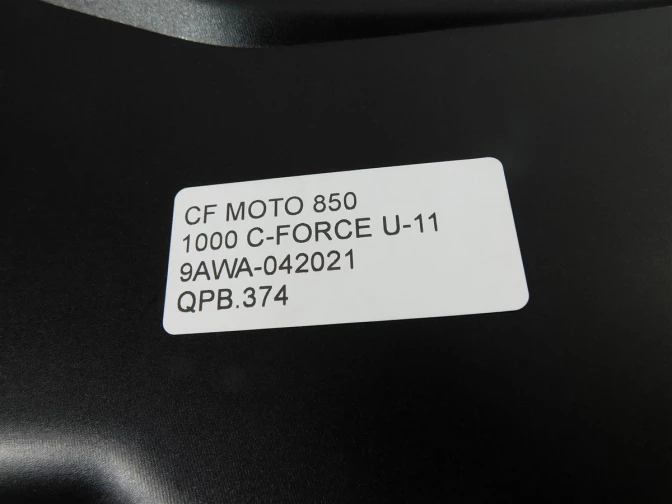 CF MOTO 850
1000 C-FORCE U-11
9AWA-042021
QPB.374